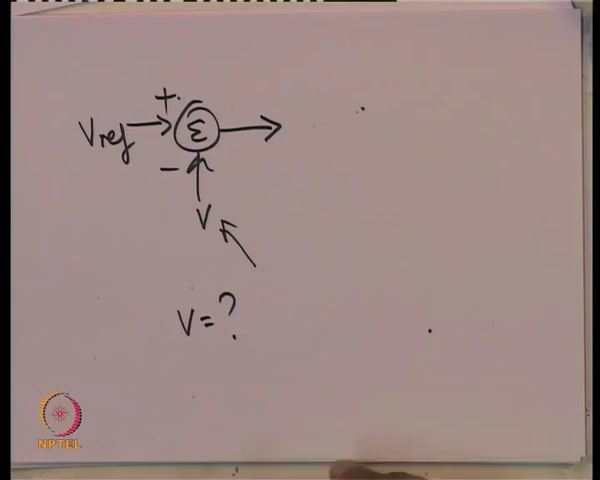 +
Vref Σ
−
V
V = ?
NPTEL